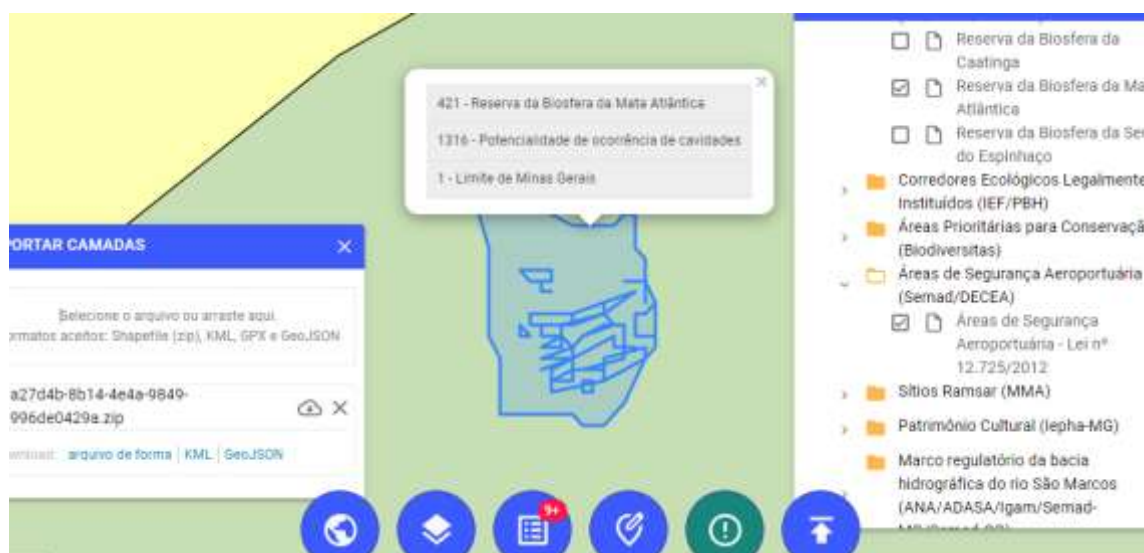 Reserva da Biosfera da
Caatinga
Reserva da Biosfera da Ma
Atlântica
Reserva da Biosfera da Ser
do Espinhaço
Corredores Ecológicos Legalmente
Instituídos (IEF/PBH)
Áreas Prioritárias para Conservaçã
(Biodiversitas)
Áreas de Segurança Aeroportuária
(Semad/DECEA)
Áreas de Segurança
Aeroportuária - Lei nº
12.725/2012
Sítios Ramsar (MMA)
Patrimônio Cultural (Iepha-MG)
Marco regulatório da bacia
hidrográfica do rio São Marcos
(ANA/ADASA/Igam/Semad-
421 - Reserva da Biosfera da Mata Atlântica
1316 - Potencialidade de ocorrência de cavidades
1 - Limite de Minas Gerais
PORTAR CAMADAS
Selecione o arquivo ou arraste aqui.
rmatos aceitos: Shapefile (zip), KML, GPX e GeoJSON
a27d4b-8b14-4e4a-9849-
996de0429a.zip
wnload: arquivo de forma | KML | GeoJSON
9+